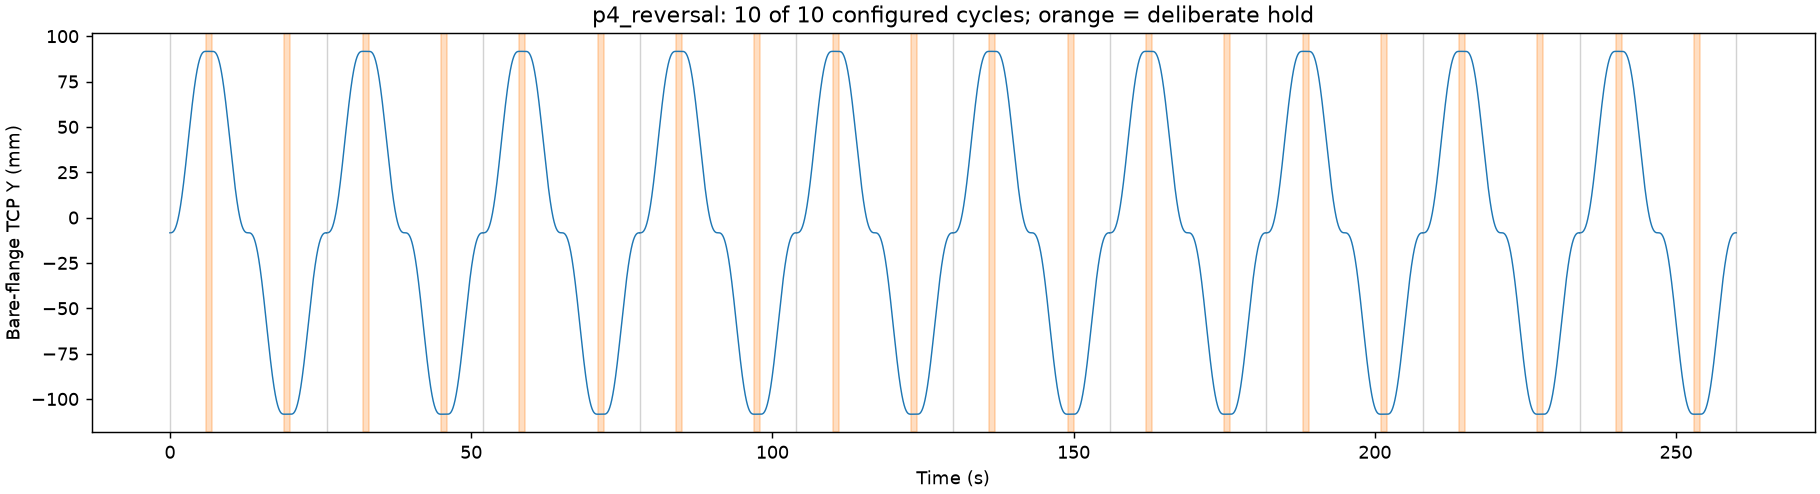 p4_reversal: 10 of 10 configured cycles; orange = deliberate hold
Bare-flange TCP Y (mm)
100
75
50
25
0
−25
−50
−75
−100
0 50 100 150 200 250
Time (s)